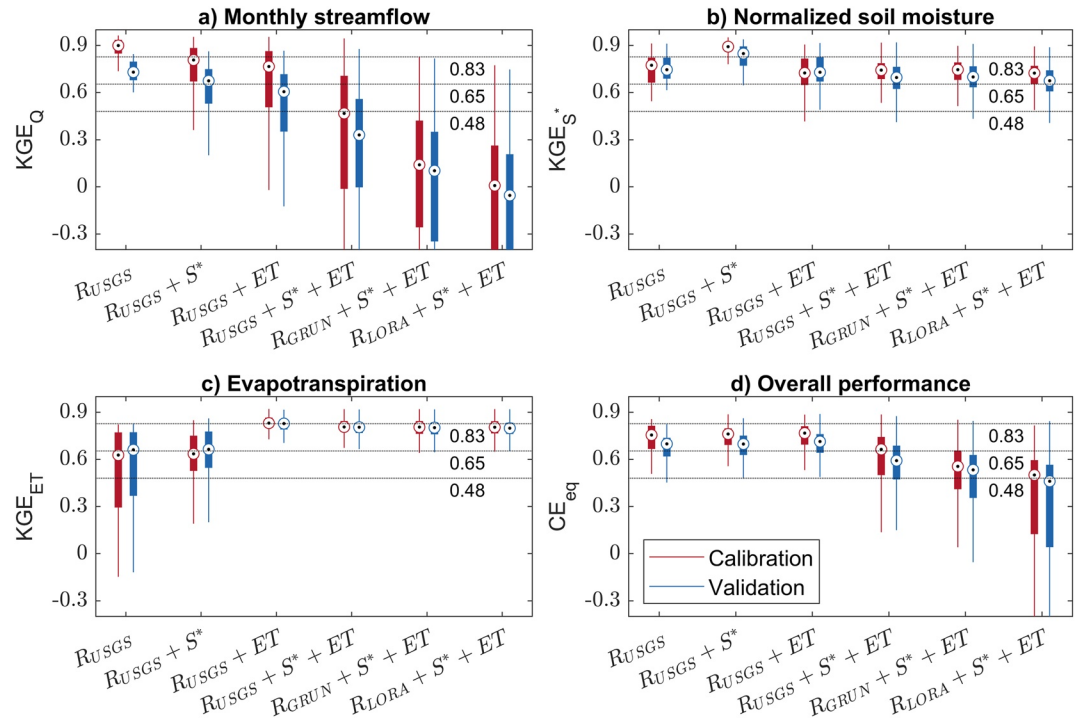 a) Monthly streamflow
b) Normalized soil moisture
KGE_Q
0.9
0.6
0.3
0
-0.3
0.83
0.65
0.48
R_USGS
R_USGS + S*
R_USGS + ET
R_USGS + S* + ET
R_GRUN + S* + ET
R_LORA + S* + ET
KGE_S*
0.9
0.6
0.3
0
-0.3
0.83
0.65
0.48
R_USGS
R_USGS + S*
R_USGS + ET
R_USGS + S* + ET
R_GRUN + S* + ET
R_LORA + S* + ET
c) Evapotranspiration
d) Overall performance
KGE_ET
0.9
0.6
0.3
0
-0.3
0.83
0.65
0.48
R_USGS
R_USGS + S*
R_USGS + ET
R_USGS + S* + ET
R_GRUN + S* + ET
R_LORA + S* + ET
CE_eq
0.9
0.6
0.3
0
-0.3
0.83
0.65
0.48
Calibration
Validation
R_USGS
R_USGS + S*
R_USGS + ET
R_USGS + S* + ET
R_GRUN + S* + ET
R_LORA + S* + ET